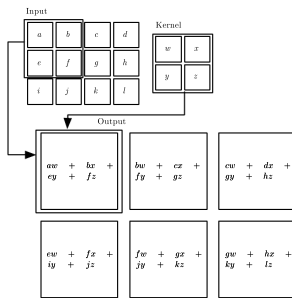 Input
Kernel
a b c d
w x
e f g h
y z
i j k l
Output
aw + bx +
ey + fz
bw + cx +
fy + gz
cw + dx +
gy + hz
ew + fx +
iy + jz
fw + gx +
jy + kz
gw + hx +
ky + lz